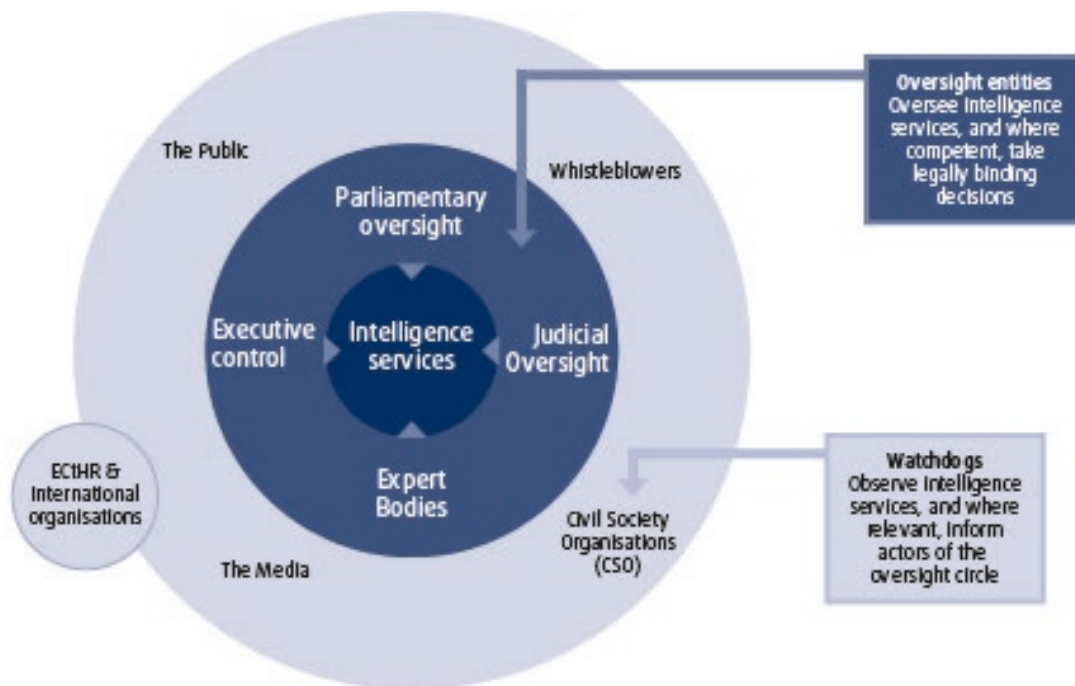 The Public
Whistleblowers
Parliamentary
oversight
Executive
control
Intelligence
services
Judicial
Oversight
Expert
Bodies
ECtHR &
International
organisations
The Media
Civil Society
Organisations
(CSO)
Oversight entities
Oversee intelligence
services, and where
competent, take
legally binding
decisions
Watchdogs
Observe intelligence
services, and where
relevant, inform
actors of the
oversight circle